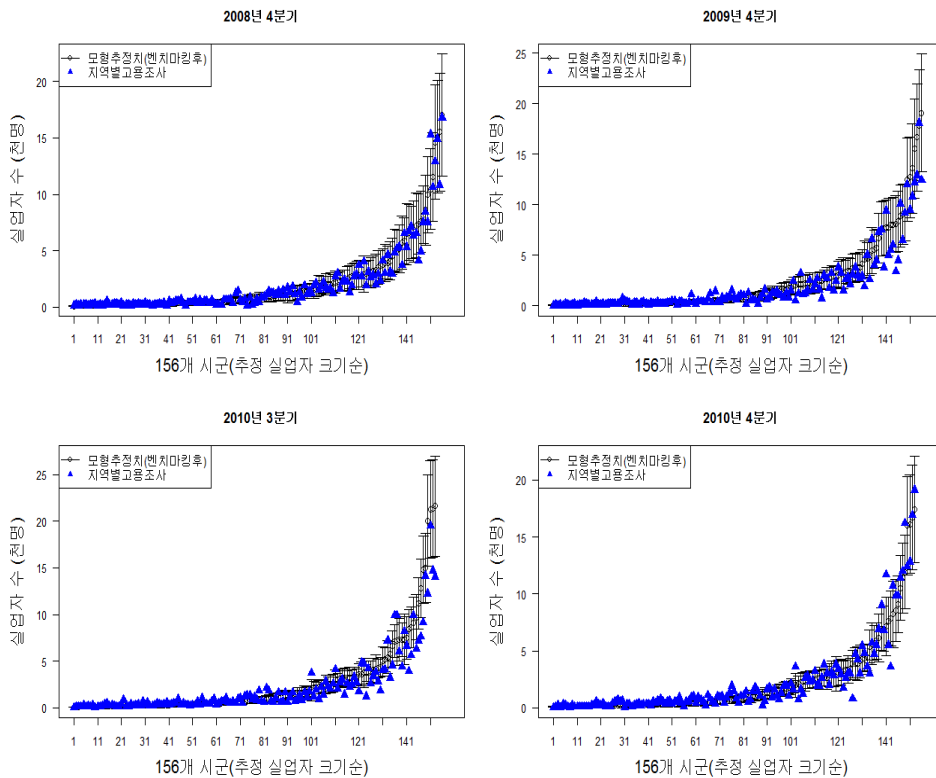 2008년 4분기
모형추정치(벤치마킹후)
지역별고용조사
실업자 수 (천명)
20
15
10
5
0
1 11 21 31 41 51 61 71 81 91 101 121 141
156개 시군(추정 실업자 크기순)
2009년 4분기
모형추정치(벤치마킹후)
지역별고용조사
실업자 수 (천명)
25
20
15
10
5
0
1 11 21 31 41 51 61 71 81 91 101 121 141
156개 시군(추정 실업자 크기순)
2010년 3분기
모형추정치(벤치마킹후)
지역별고용조사
실업자 수 (천명)
25
20
15
10
5
0
1 11 21 31 41 51 61 71 81 91 101 121 141
156개 시군(추정 실업자 크기순)
2010년 4분기
모형추정치(벤치마킹후)
지역별고용조사
실업자 수 (천명)
20
15
10
5
0
1 11 21 31 41 51 61 71 81 91 101 121 141
156개 시군(추정 실업자 크기순)